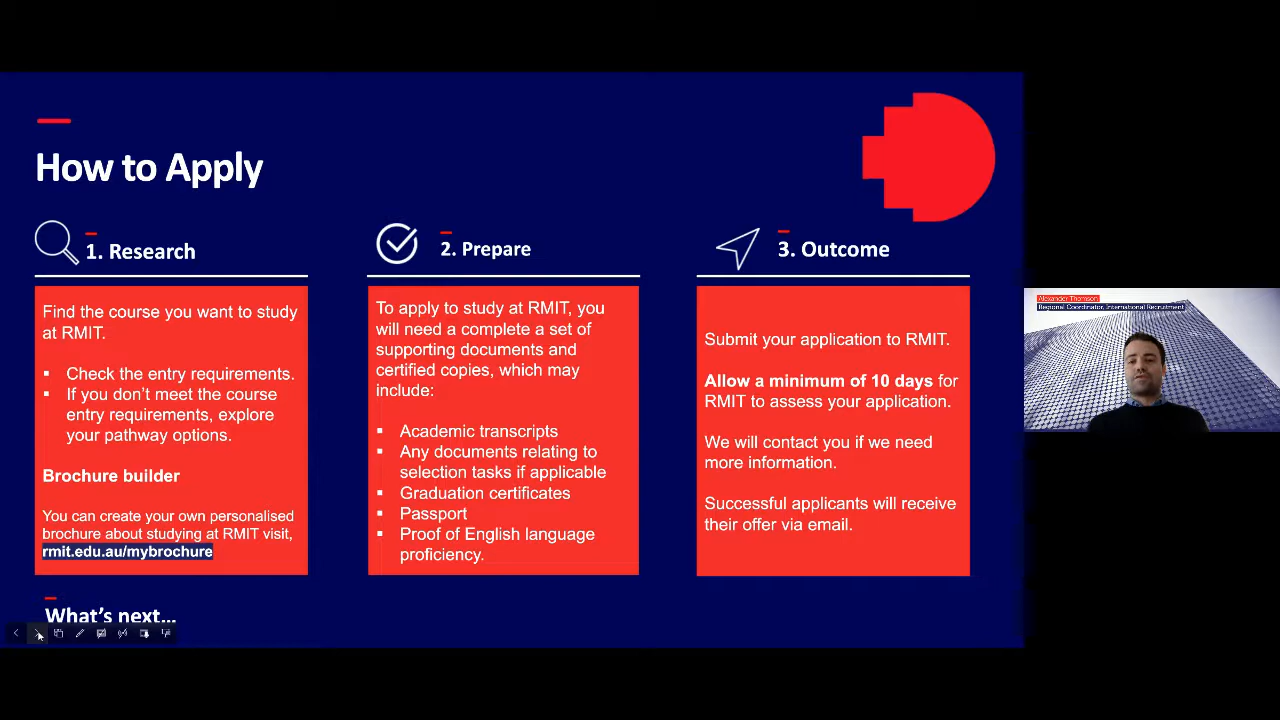 How to Apply
1. Research
Find the course you want to study
at RMIT.
▪ Check the entry requirements.
▪ If you don't meet the course
entry requirements, explore
your pathway options.
Brochure builder
You can create your own personalised
brochure about studying at RMIT visit,
rmit.edu.au/mybrochure
2. Prepare
To apply to study at RMIT, you
will need a complete a set of
supporting documents and
certified copies, which may
include:
▪ Academic transcripts
▪ Any documents relating to
selection tasks if applicable
▪ Graduation certificates
▪ Passport
▪ Proof of English language
proficiency.
3. Outcome
Submit your application to RMIT.
Allow a minimum of 10 days for
RMIT to assess your application.
We will contact you if we need
more information.
Successful applicants will receive
their offer via email.
What's next...
Alexander Thomson
Regional Coordinator, International Recruitment